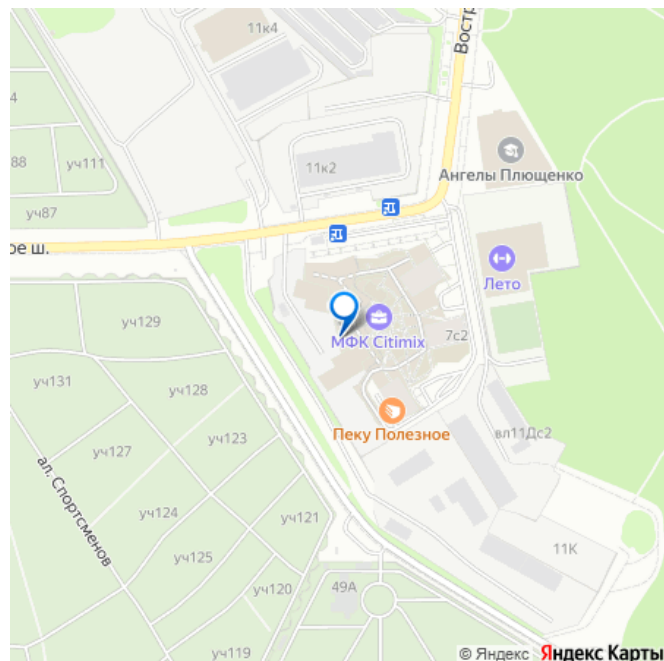 11к4
Востр
4
88
уч111
11к2
Ангелы Плющенко
уч87
ое ш.
Лето
уч129
МФК Citimix
7с2
уч131
уч128
Пеку Полезное
вл11Дс2
уч123
уч127
ал. Спортсменов
уч124
уч121
уч125
11К
уч120
49А
уч119
© Яндекс Яндекс Карты